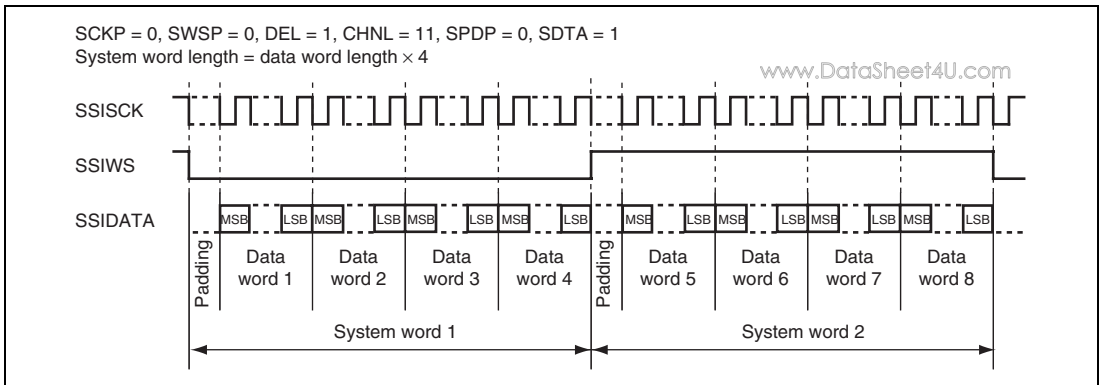 SCKP = 0, SWSP = 0, DEL = 1, CHNL = 11, SPDP = 0, SDTA = 1
System word length = data word length × 4
www.DataSheet4U.com
SSISCK
SSIWS
SSIDATA
MSB LSB MSB LSB MSB LSB MSB LSB MSB LSB MSB LSB MSB LSB MSB LSB
Padding
Data word 1
Data word 2
Data word 3
Data word 4
Padding
Data word 5
Data word 6
Data word 7
Data word 8
System word 1
System word 2